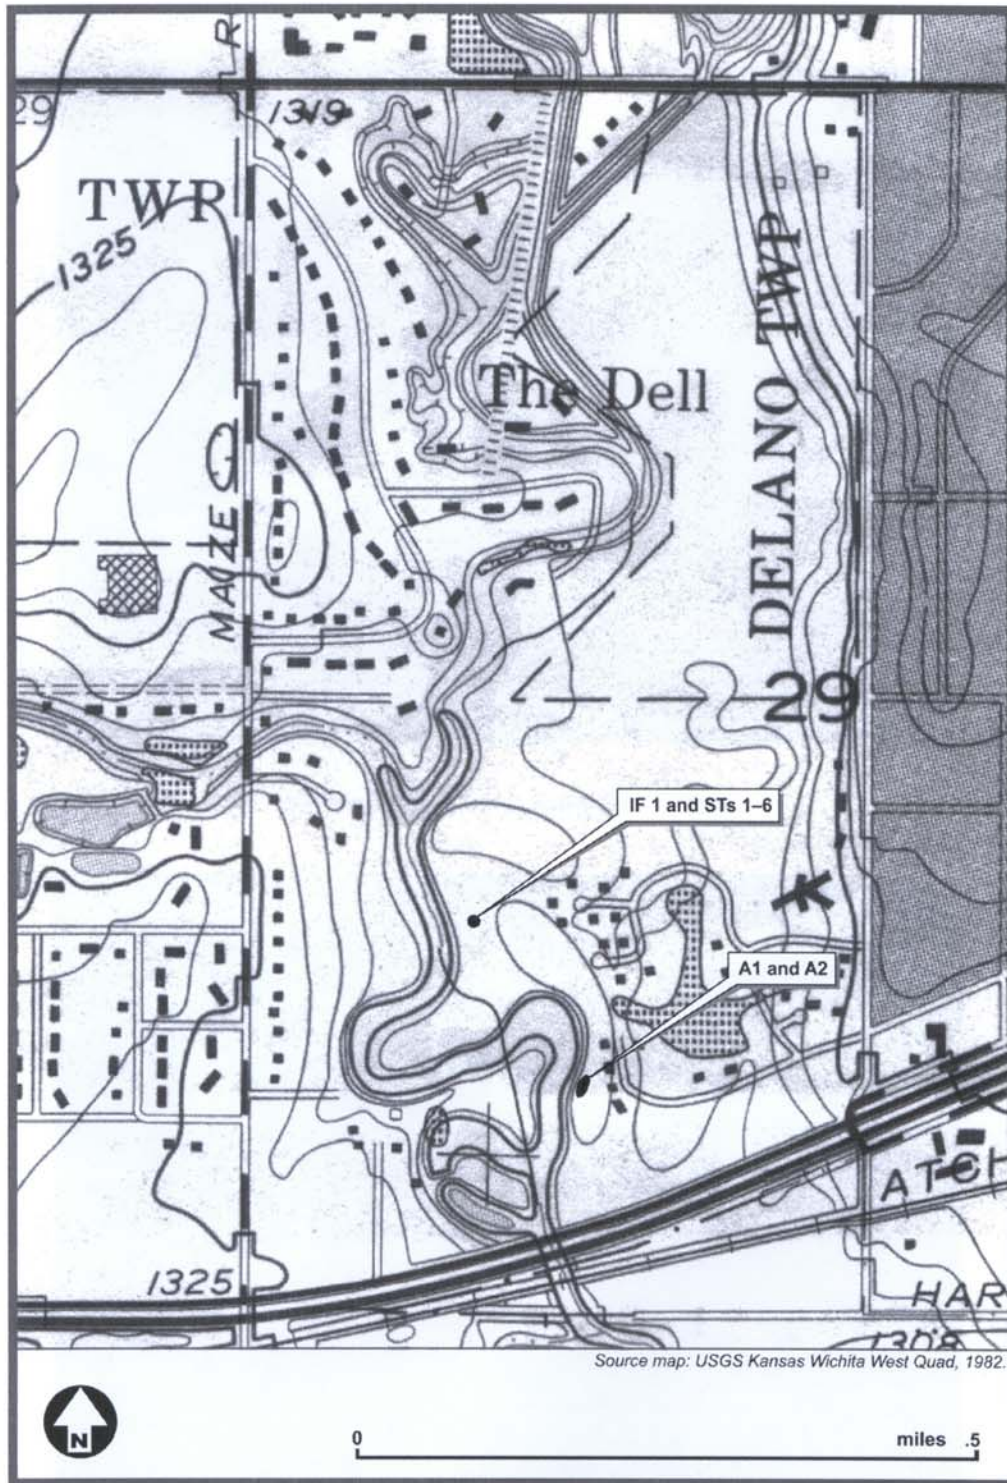 MAIZE R
29
1319
TWP
1325
The Dell
DELANO TWP
29
IF 1 and STs 1–6
A1 and A2
ATCH
1325
HAR
1308
Source map: USGS Kansas Wichita West Quad, 1982.
N
0 miles .5